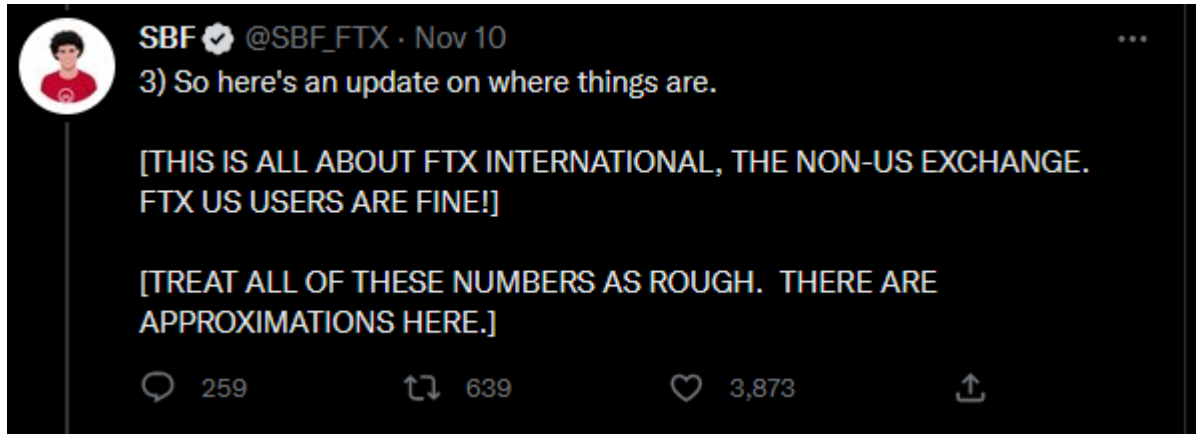 SBF @SBF_FTX · Nov 10
3) So here's an update on where things are.
[THIS IS ALL ABOUT FTX INTERNATIONAL, THE NON-US EXCHANGE.
FTX US USERS ARE FINE!]
[TREAT ALL OF THESE NUMBERS AS ROUGH.  THERE ARE
APPROXIMATIONS HERE.]
259 639 3,873